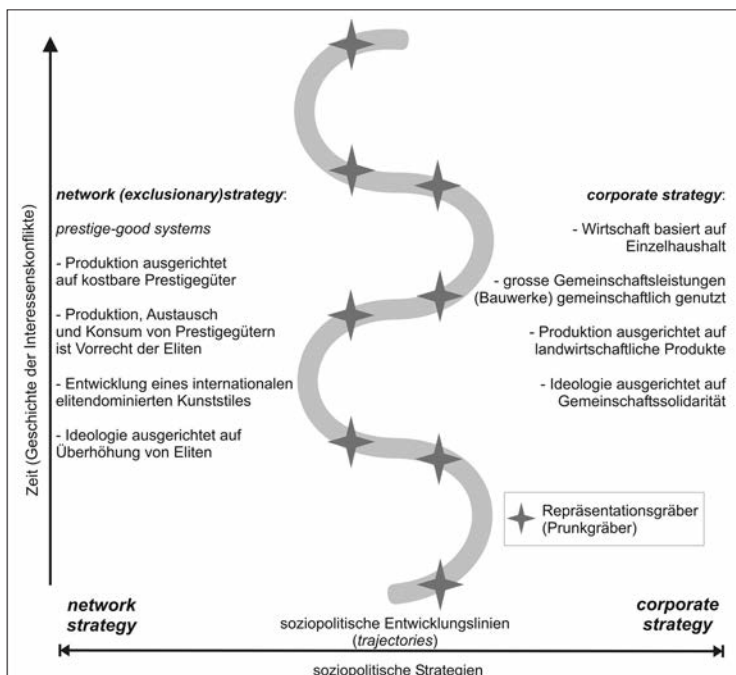 Zeit (Geschichte der Interessenskonflikte)
network (exclusionary)strategy:
prestige-good systems
- Produktion ausgerichtet
auf kostbare Prestigegüter
- Produktion, Austausch
und Konsum von Prestigegütern
ist Vorrecht der Eliten
- Entwicklung eines internationalen
elitendominierten Kunststiles
- Ideologie ausgerichtet auf
Überhöhung von Eliten
corporate strategy:
- Wirtschaft basiert auf
Einzelhaushalt
- grosse Gemeinschaftsleistungen
(Bauwerke) gemeinschaftlich genutzt
- Produktion ausgerichtet auf
landwirtschaftliche Produkte
- Ideologie ausgerichtet auf
Gemeinschaftssolidarität
Repräsentationsgräber
(Prunkgräber)
network
strategy
soziopolitische Entwicklungslinien
(trajectories)
corporate
strategy
soziopolitische Strategien